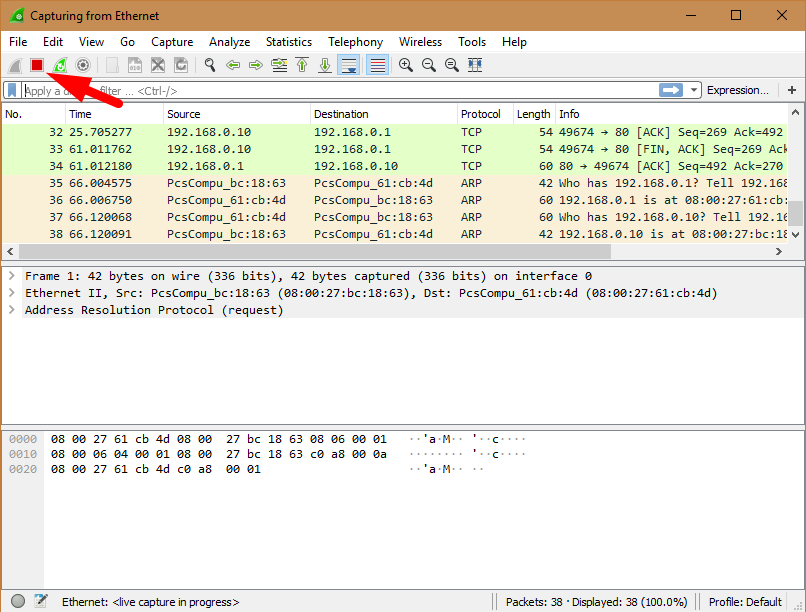 Capturing from Ethernet
File Edit View Go Capture Analyze Statistics Telephony Wireless Tools Help
Apply a d filter ... <Ctrl-/> Expression... +
No. Time Source Destination Protocol Length Info
32 25.705277 192.168.0.10 192.168.0.1 TCP 54 49674 → 80 [ACK] Seq=269 Ack=492
33 61.011762 192.168.0.10 192.168.0.1 TCP 54 49674 → 80 [FIN, ACK] Seq=269 Ack
34 61.012180 192.168.0.1 192.168.0.10 TCP 60 80 → 49674 [ACK] Seq=492 Ack=270
35 66.004575 PcsCompu_bc:18:63 PcsCompu_61:cb:4d ARP 42 Who has 192.168.0.1? Tell 192.168
36 66.006750 PcsCompu_61:cb:4d PcsCompu_bc:18:63 ARP 60 192.168.0.1 is at 08:00:27:61:cb:
37 66.120068 PcsCompu_61:cb:4d PcsCompu_bc:18:63 ARP 60 Who has 192.168.0.10? Tell 192.16
38 66.120091 PcsCompu_bc:18:63 PcsCompu_61:cb:4d ARP 42 192.168.0.10 is at 08:00:27:bc:18
Frame 1: 42 bytes on wire (336 bits), 42 bytes captured (336 bits) on interface 0
Ethernet II, Src: PcsCompu_bc:18:63 (08:00:27:bc:18:63), Dst: PcsCompu_61:cb:4d (08:00:27:61:cb:4d)
Address Resolution Protocol (request)
0000 08 00 27 61 cb 4d 08 00 27 bc 18 63 08 06 00 01 ··'a·M·· '··c····
0010 08 00 06 04 00 01 08 00 27 bc 18 63 c0 a8 00 0a ········ '··c····
0020 08 00 27 61 cb 4d c0 a8 00 01 ··'a·M·· ··
Ethernet: <live capture in progress> Packets: 38 · Displayed: 38 (100.0%) Profile: Default